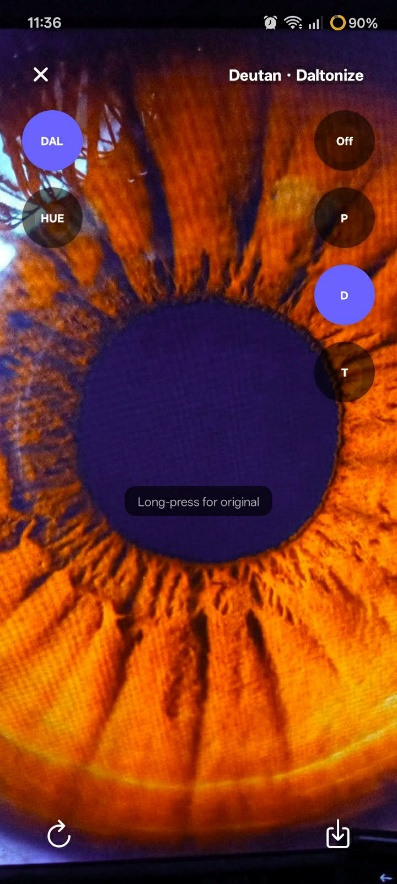 11:36
90%
Deutan · Daltonize
DAL
Off
HUE
P
D
T
Long-press for original